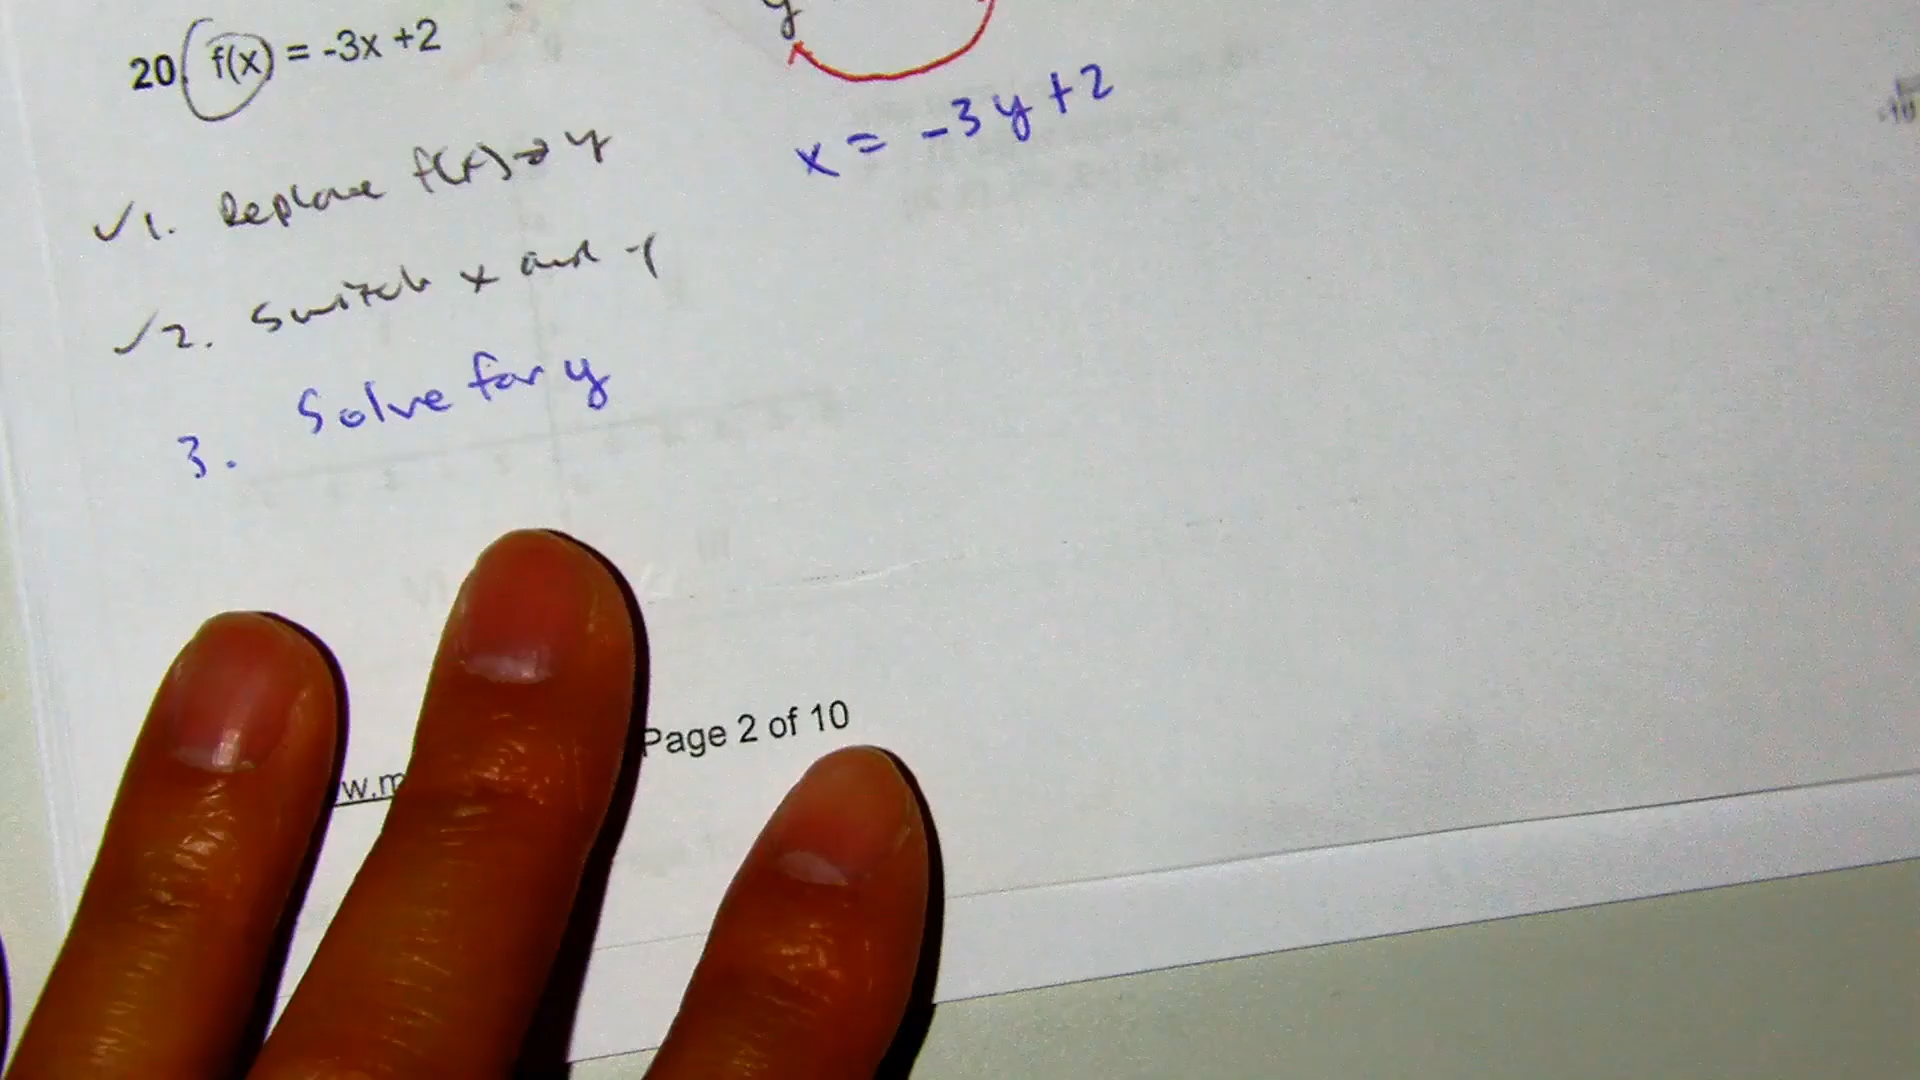 20. f(x) = -3x +2
y
x = -3y+2
✓1. Replace f(x)→y
✓2. Switch x and y
3. Solve for y
Page 2 of 10
w.m